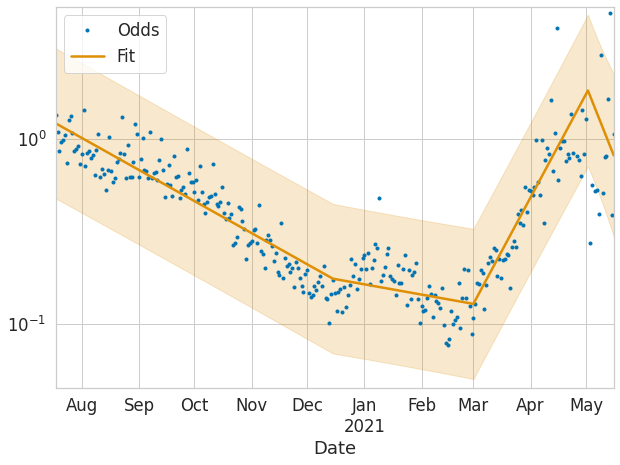 Odds
Fit
10⁰
10⁻¹
Aug Sep Oct Nov Dec Jan Feb Mar Apr May
2021
Date